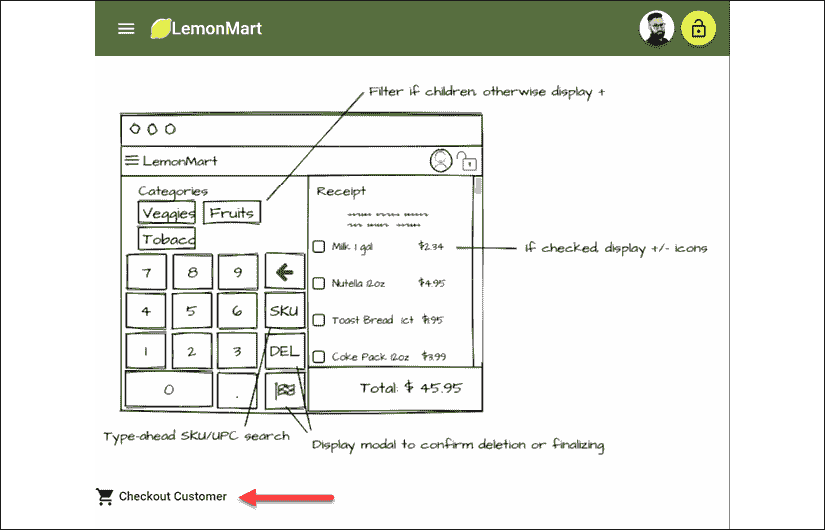 LemonMart
Filter if children, otherwise display +
LemonMart
Categories
Veggies
Fruits
Tobacc
7 8 9
4 5 6 SKU
1 2 3 DEL
0 .
Receipt
Milk 1 gal $2.34
Nutella 12oz $4.95
Toast Bread 1ct $1.95
Coke Pack 12oz $3.99
Total: $ 45.95
If checked, display +/- icons
Type-ahead SKU/UPC search
Display modal to confirm deletion or finalizing
Checkout Customer